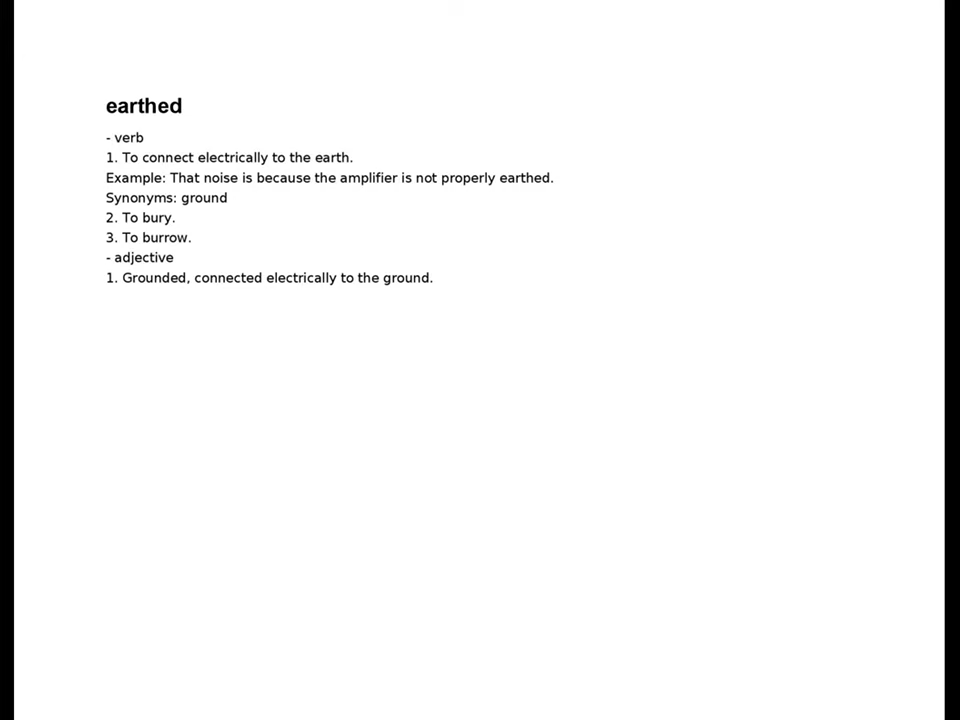 earthed
- verb
1. To connect electrically to the earth.
Example: That noise is because the amplifier is not properly earthed.
Synonyms: ground
2. To bury.
3. To burrow.
- adjective
1. Grounded, connected electrically to the ground.